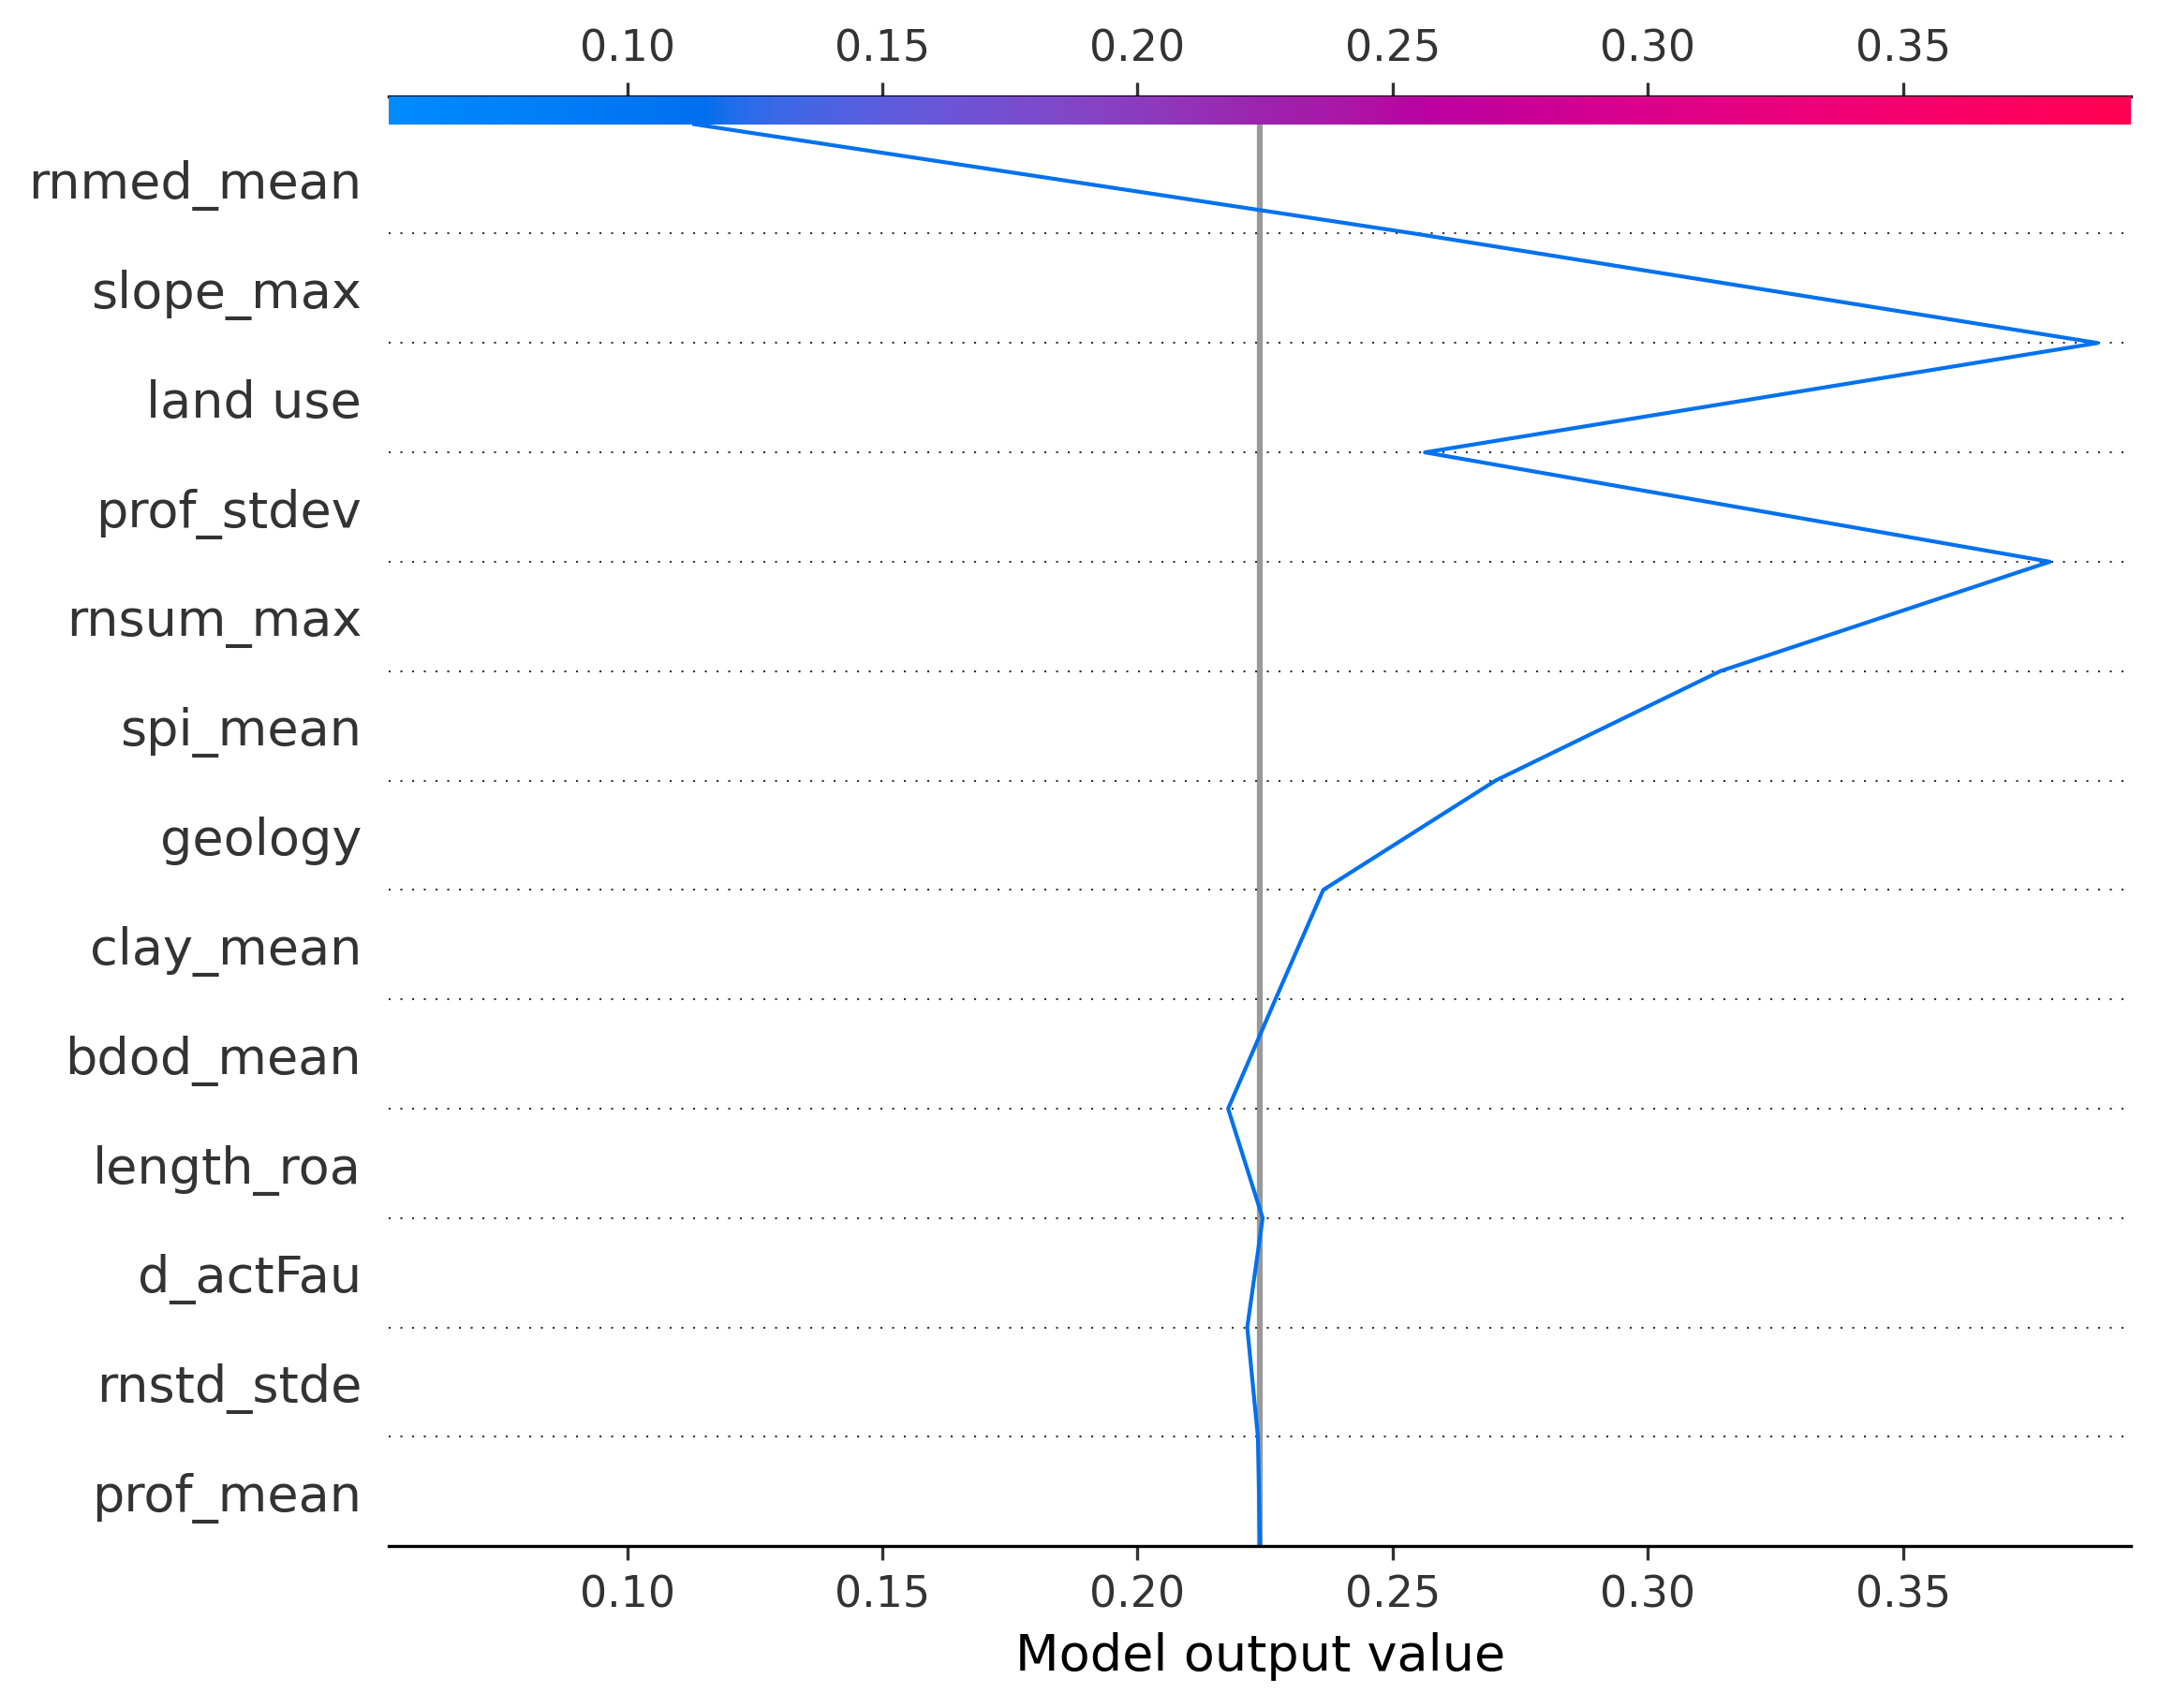 0.10 0.15 0.20 0.25 0.30 0.35
rnmed_mean
slope_max
land use
prof_stdev
rnsum_max
spi_mean
geology
clay_mean
bdod_mean
length_roa
d_actFau
rnstd_stde
prof_mean
0.10 0.15 0.20 0.25 0.30 0.35
Model output value